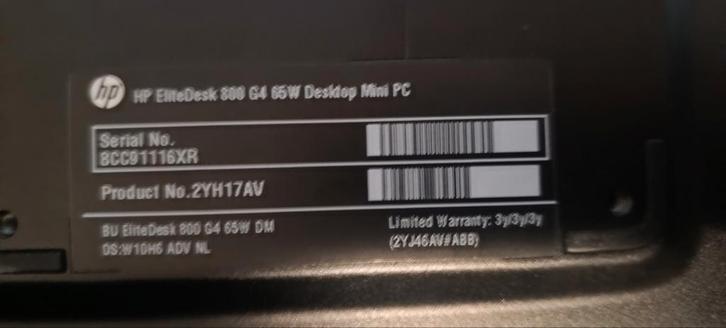 hp HP EliteDesk 800 G4 65W Desktop Mini PC
Serial No.
8CC91116XR
Product No.2YH17AV
BU EliteDesk 800 G4 65W DM
OS:W10H6 ADV NL
Limited Warranty: 3y/3y/3y
(2YJ46AV#ABB)